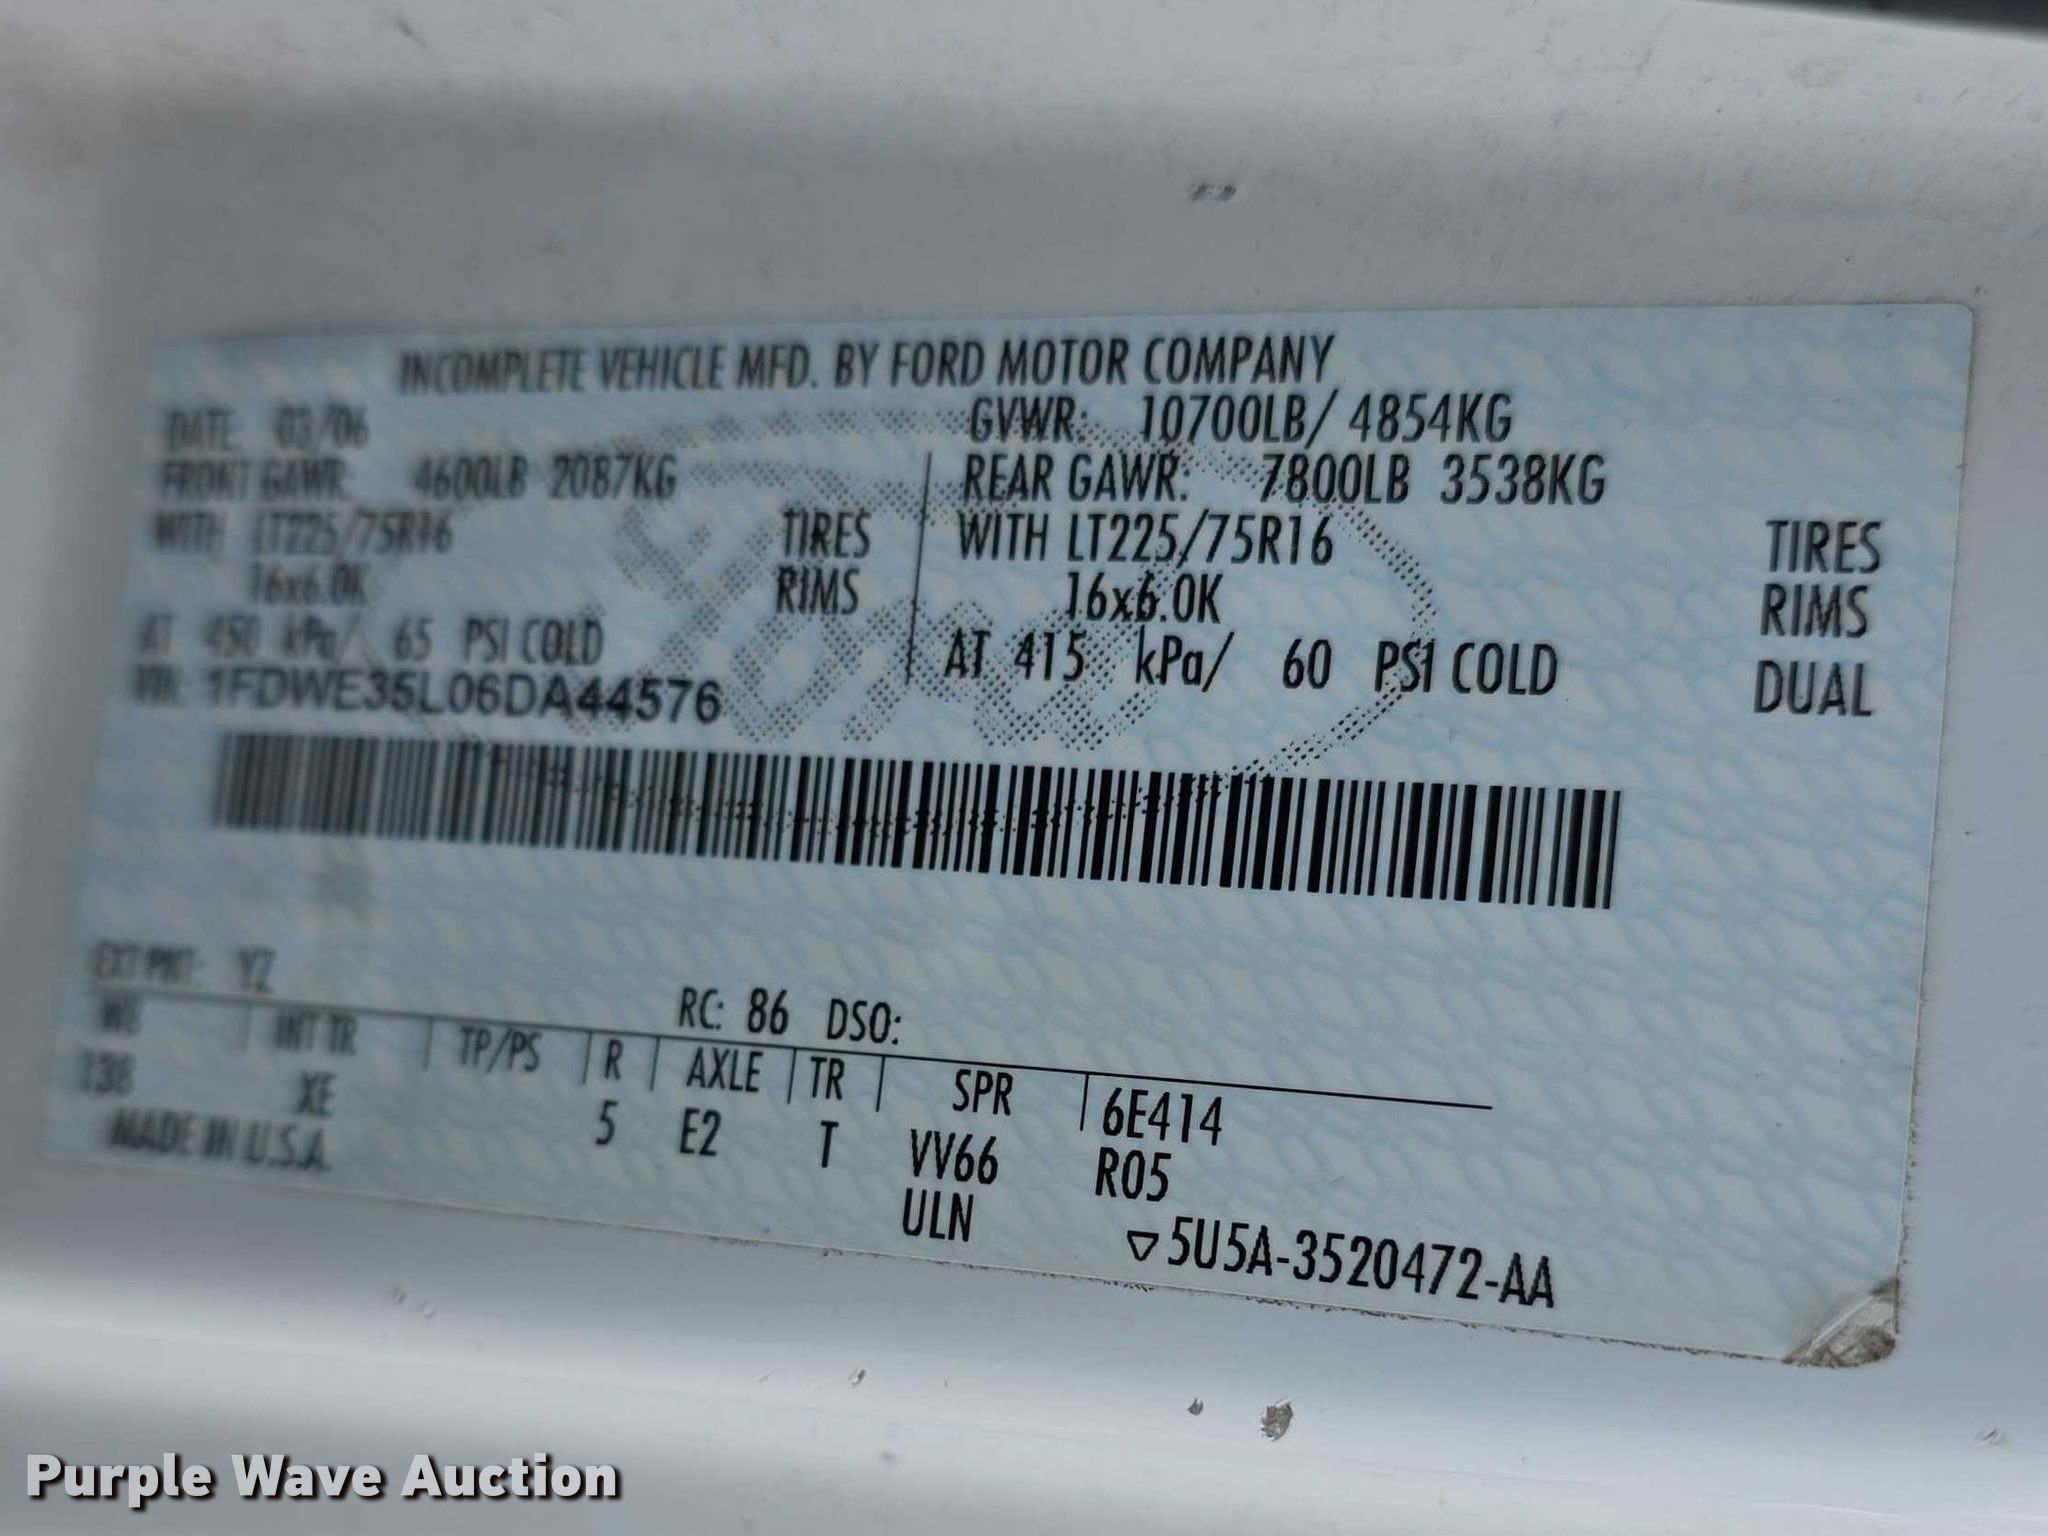 INCOMPLETE VEHICLE MFD. BY FORD MOTOR COMPANY
DATE: 03/06 GVWR: 10700LB/ 4854KG
FRONT GAWR: 4600LB 2087KG REAR GAWR: 7800LB 3538KG
WITH LT225/75R16 TIRES WITH LT225/75R16 TIRES
16x6.0K RIMS 16x6.0K RIMS
AT 450 kPa/ 65 PSI COLD AT 415 kPa/ 60 PSI COLD DUAL
VIN: 1FDWE35L06DA44576
Ford
EXT PNT: YZ RC: 86 DSO:
WB INT TR TP/PS R AXLE TR SPR 6E414
138 XE 5 E2 T VV66 R05
MADE IN U.S.A. ULN
▽5U5A-3520472-AA
Purple Wave Auction